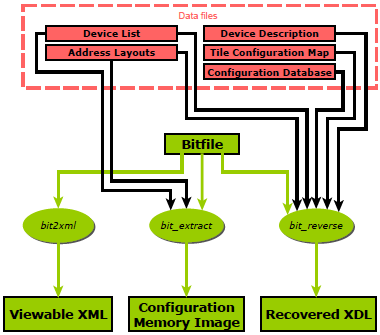 Data files
Device List
Device Description
Address Layouts
Tile Configuration Map
Configuration Database
Bitfile
bit2xml
bit_extract
bit_reverse
Viewable XML
Configuration
Memory Image
Recovered XDL